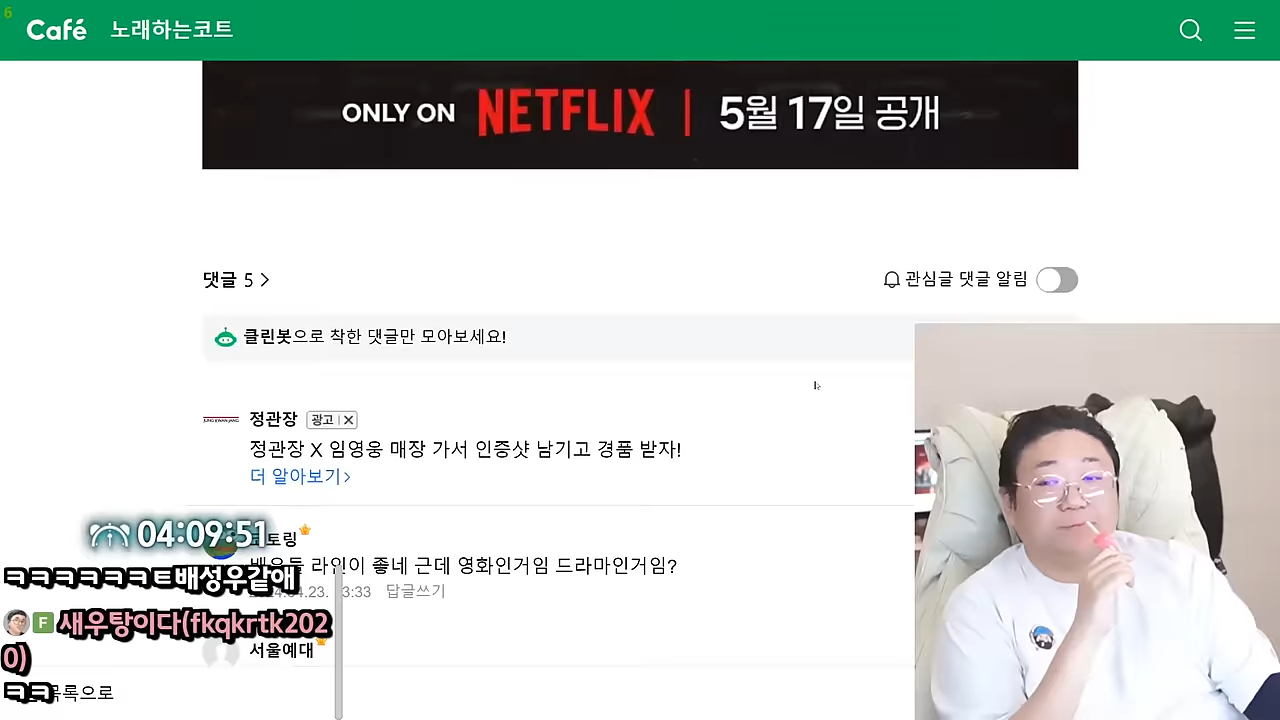 6
Café 노래하는코트
ONLY ON NETFLIX | 5월 17일 공개
댓글 5 >
관심글 댓글 알림
클린봇으로 착한 댓글만 모아보세요!
정관장 광고 X
정관장 X 임영웅 매장 가서 인증샷 남기고 경품 받자!
더 알아보기 >
04:09:51
토링
라인이 좋네 근데 영화인거임 드라마인거임?
ㅋㅋㅋㅋㅋㅋㅌ배성우같애
3:33 답글쓰기
F 새우탕이다(fkqkrtk202
0)
서울예대
ㅋㅋ
목록으로